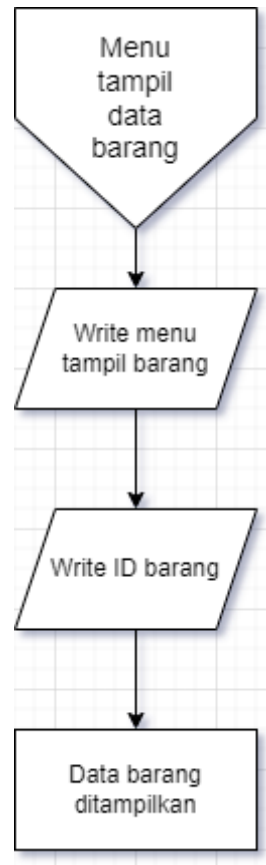 Menu
tampil
data
barang
Write menu
tampil barang
Write ID barang
Data barang
ditampilkan